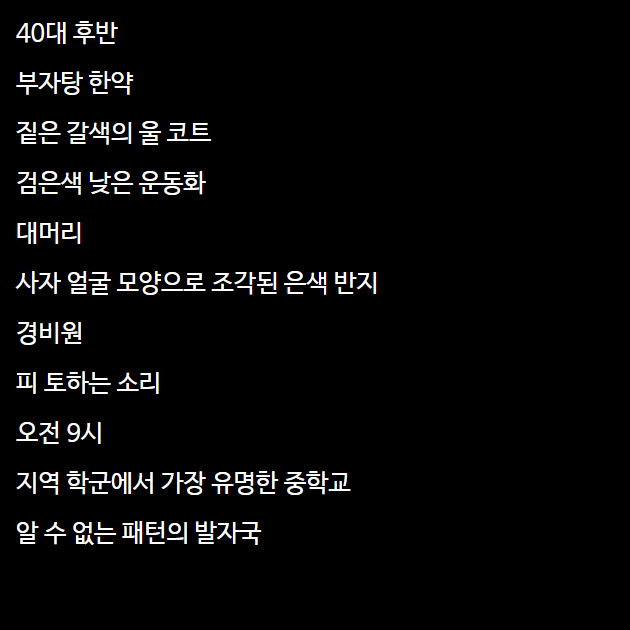 40대 후반
부자탕 한약
짙은 갈색의 울 코트
검은색 낮은 운동화
대머리
사자 얼굴 모양으로 조각된 은색 반지
경비원
피 토하는 소리
오전 9시
지역 학군에서 가장 유명한 중학교
알 수 없는 패턴의 발자국